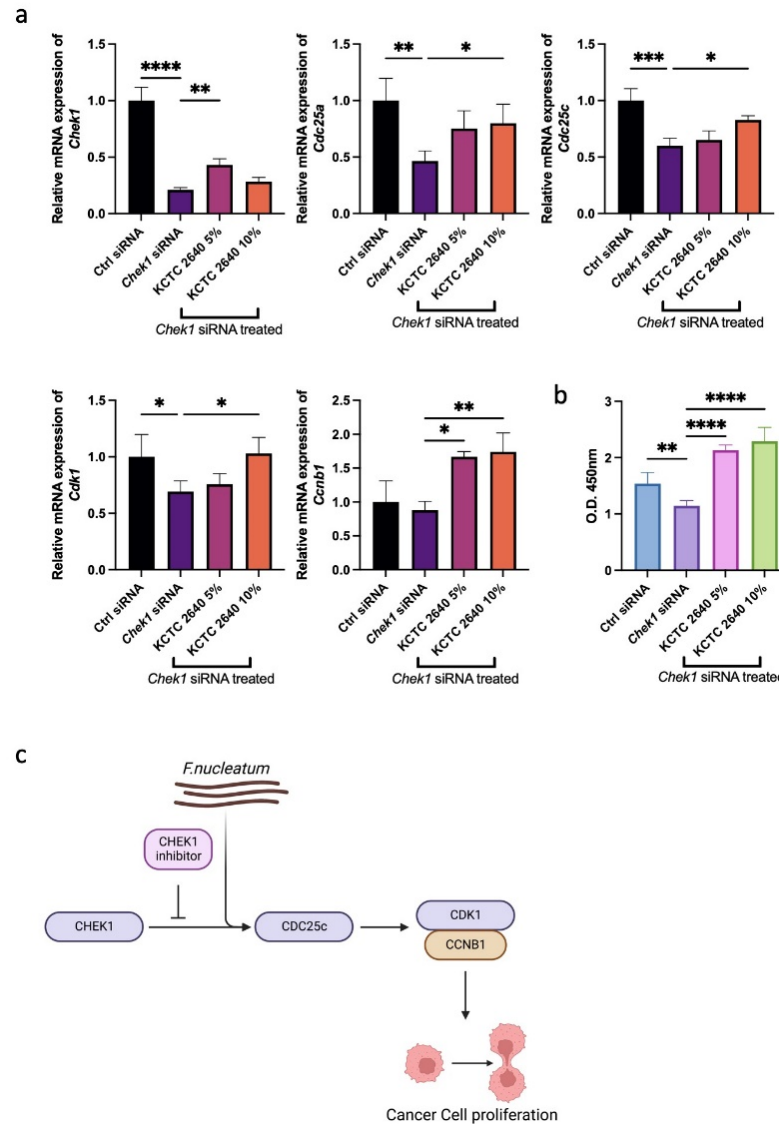 a
Relative mRNA expression of
Chek1
1.5
1.0
0.5
0.0
****
**
Ctrl siRNA
Chek1 siRNA
KCTC 2640 5%
KCTC 2640 10%
Chek1 siRNA treated
Relative mRNA expression of
Cdc25a
1.5
1.0
0.5
0.0
**
*
Ctrl siRNA
Chek1 siRNA
KCTC 2640 5%
KCTC 2640 10%
Chek1 siRNA treated
Relative mRNA expression of
Cdc25c
1.5
1.0
0.5
0.0
***
*
Ctrl siRNA
Chek1 siRNA
KCTC 2640 5%
KCTC 2640 10%
Chek1 siRNA treated
Relative mRNA expression of
Cdk1
1.5
1.0
0.5
0.0
*
*
Ctrl siRNA
Chek1 siRNA
KCTC 2640 5%
KCTC 2640 10%
Chek1 siRNA treated
Relative mRNA expression of
Ccnb1
2.5
2.0
1.5
1.0
0.5
0.0
**
*
Ctrl siRNA
Chek1 siRNA
KCTC 2640 5%
KCTC 2640 10%
Chek1 siRNA treated
b
O.D. 450nm
3
2
1
0
****
****
**
Ctrl siRNA
Chek1 siRNA
KCTC 2640 5%
KCTC 2640 10%
Chek1 siRNA treated
c
F.nucleatum
CHEK1
inhibitor
CHEK1
CDC25c
CDK1
CCNB1
Cancer Cell proliferation